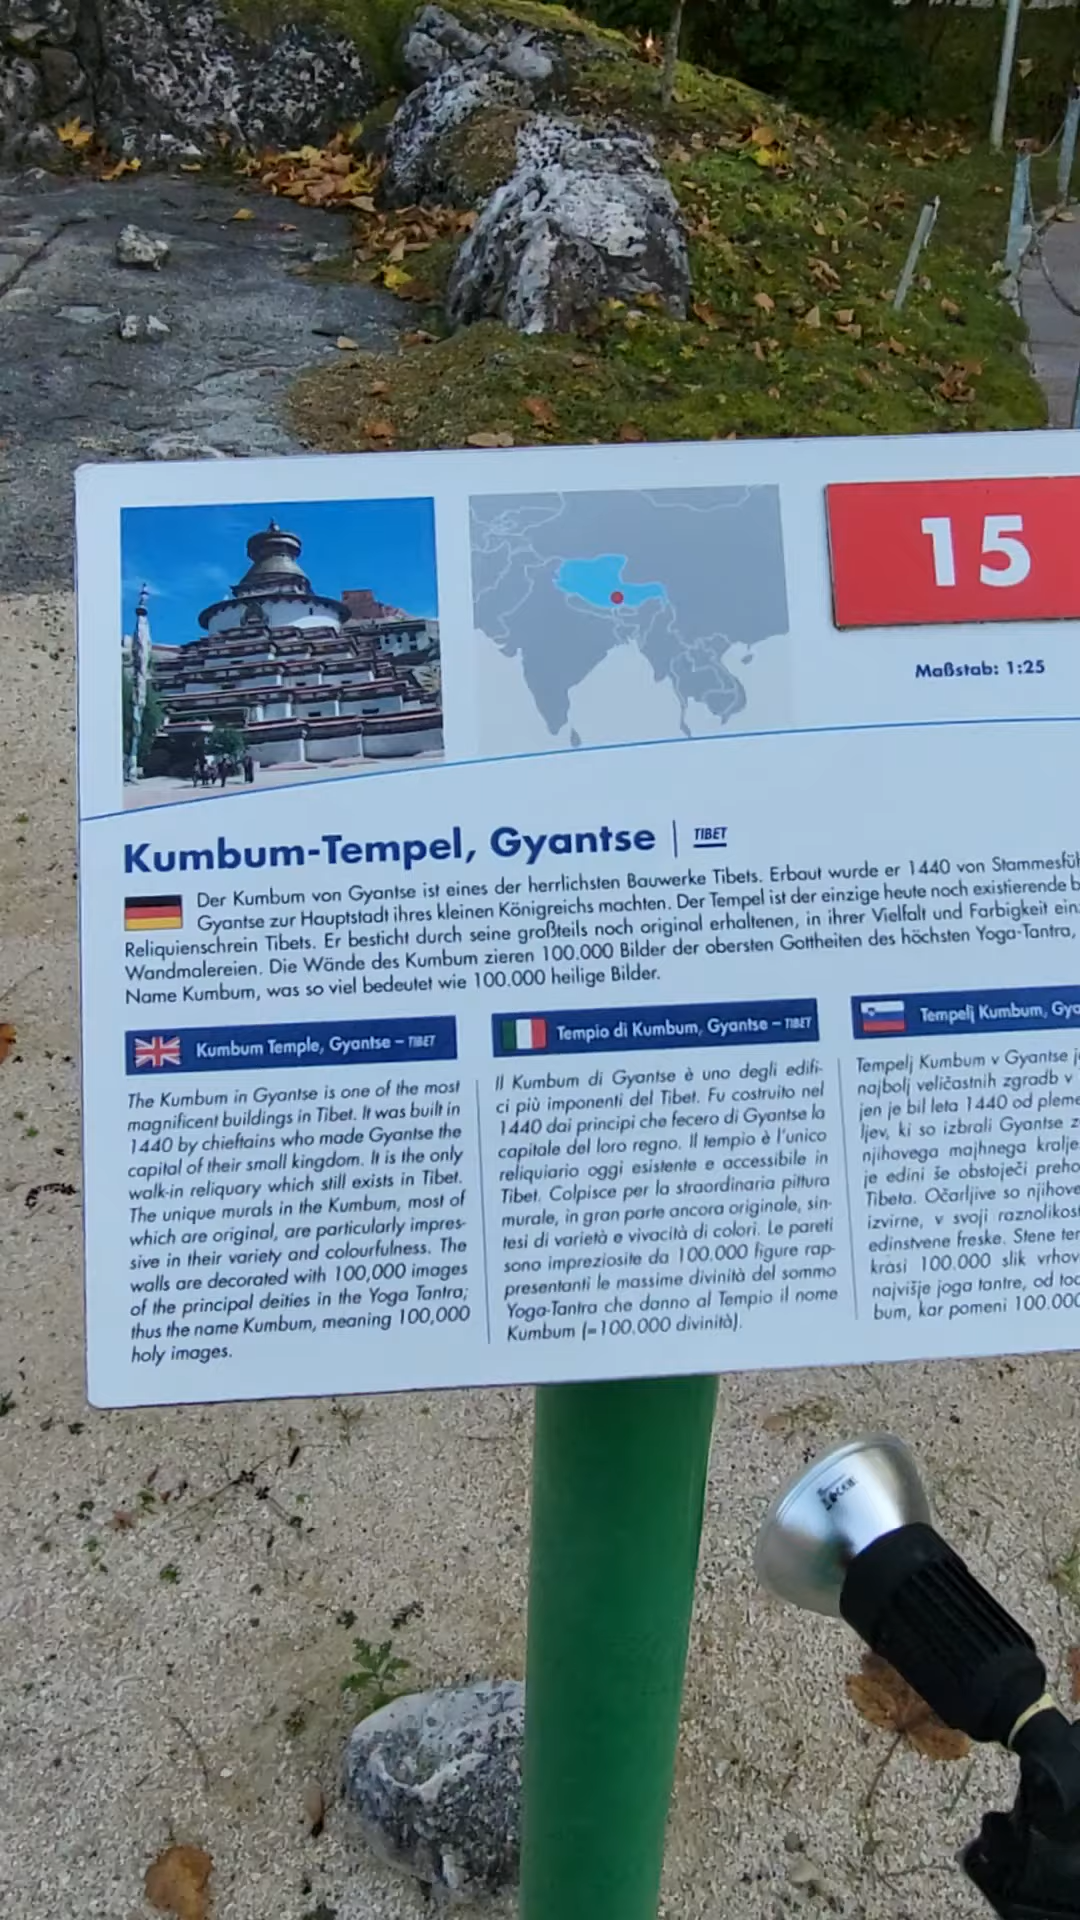 15
Maßstab: 1:25
Kumbum-Tempel, Gyantse | TIBET
Der Kumbum von Gyantse ist eines der herrlichsten Bauwerke Tibets. Erbaut wurde er 1440 von
Gyantse zur Hauptstadt ihres kleinen Königreichs machten. Der Tempel ist der einzige heute noch existierende
Reliquienschrein Tibets. Er besticht durch seine großteils noch original erhaltenen, in ihrer Vielfalt und Farbigkeit
Wandmalereien. Die Wände des Kumbum zieren 100.000 Bilder der obersten Gottheiten des höchsten Yoga-Tantra,
Name Kumbum, was so viel bedeutet wie 100.000 heilige Bilder.
Kumbum Temple, Gyantse – TIBET
The Kumbum in Gyantse is one of the most
magnificent buildings in Tibet. It was built in
1440 by chieftains who made Gyantse the
capital of their small kingdom. It is the only
walk-in reliquary which still exists in Tibet.
The unique murals in the Kumbum, most of
which are original, are particularly impres-
sive in their variety and colourfulness. The
walls are decorated with 100,000 images
of the principal deities in the Yoga Tantra;
thus the name Kumbum, meaning 100,000
holy images.
Tempio di Kumbum, Gyantse – TIBET
Il Kumbum di Gyantse è uno degli edifi-
ci più imponenti del Tibet. Fu costruito nel
1440 dai principi che fecero di Gyantse la
capitale del loro regno. Il tempio è l'unico
reliquiario oggi esistente e accessibile in
Tibet. Colpisce per la straordinaria pittura
murale, in gran parte ancora originale, sin-
tesi di varietà e vivacità di colori. Le pareti
sono impreziosite da 100.000 figure rap-
presentanti le massime divinità del sommo
Yoga-Tantra che danno al Tempio il nome
Kumbum (=100.000 divinità).
Tempelj Kumbum,
Tempelj Kumbum v Gyantse
najbolj veličastnih zgradb v
jen je bil leta 1440 od
ljev, ki so izbrali Gyantse
njihovega majhnega
je edini še obstoječi
Tibeta. Očarljive so
izvirne, v svoji
edinstvene freske. Stene
krasi 100.000 slik
najvišje joga tantre, od
bum, kar pomeni 100.000